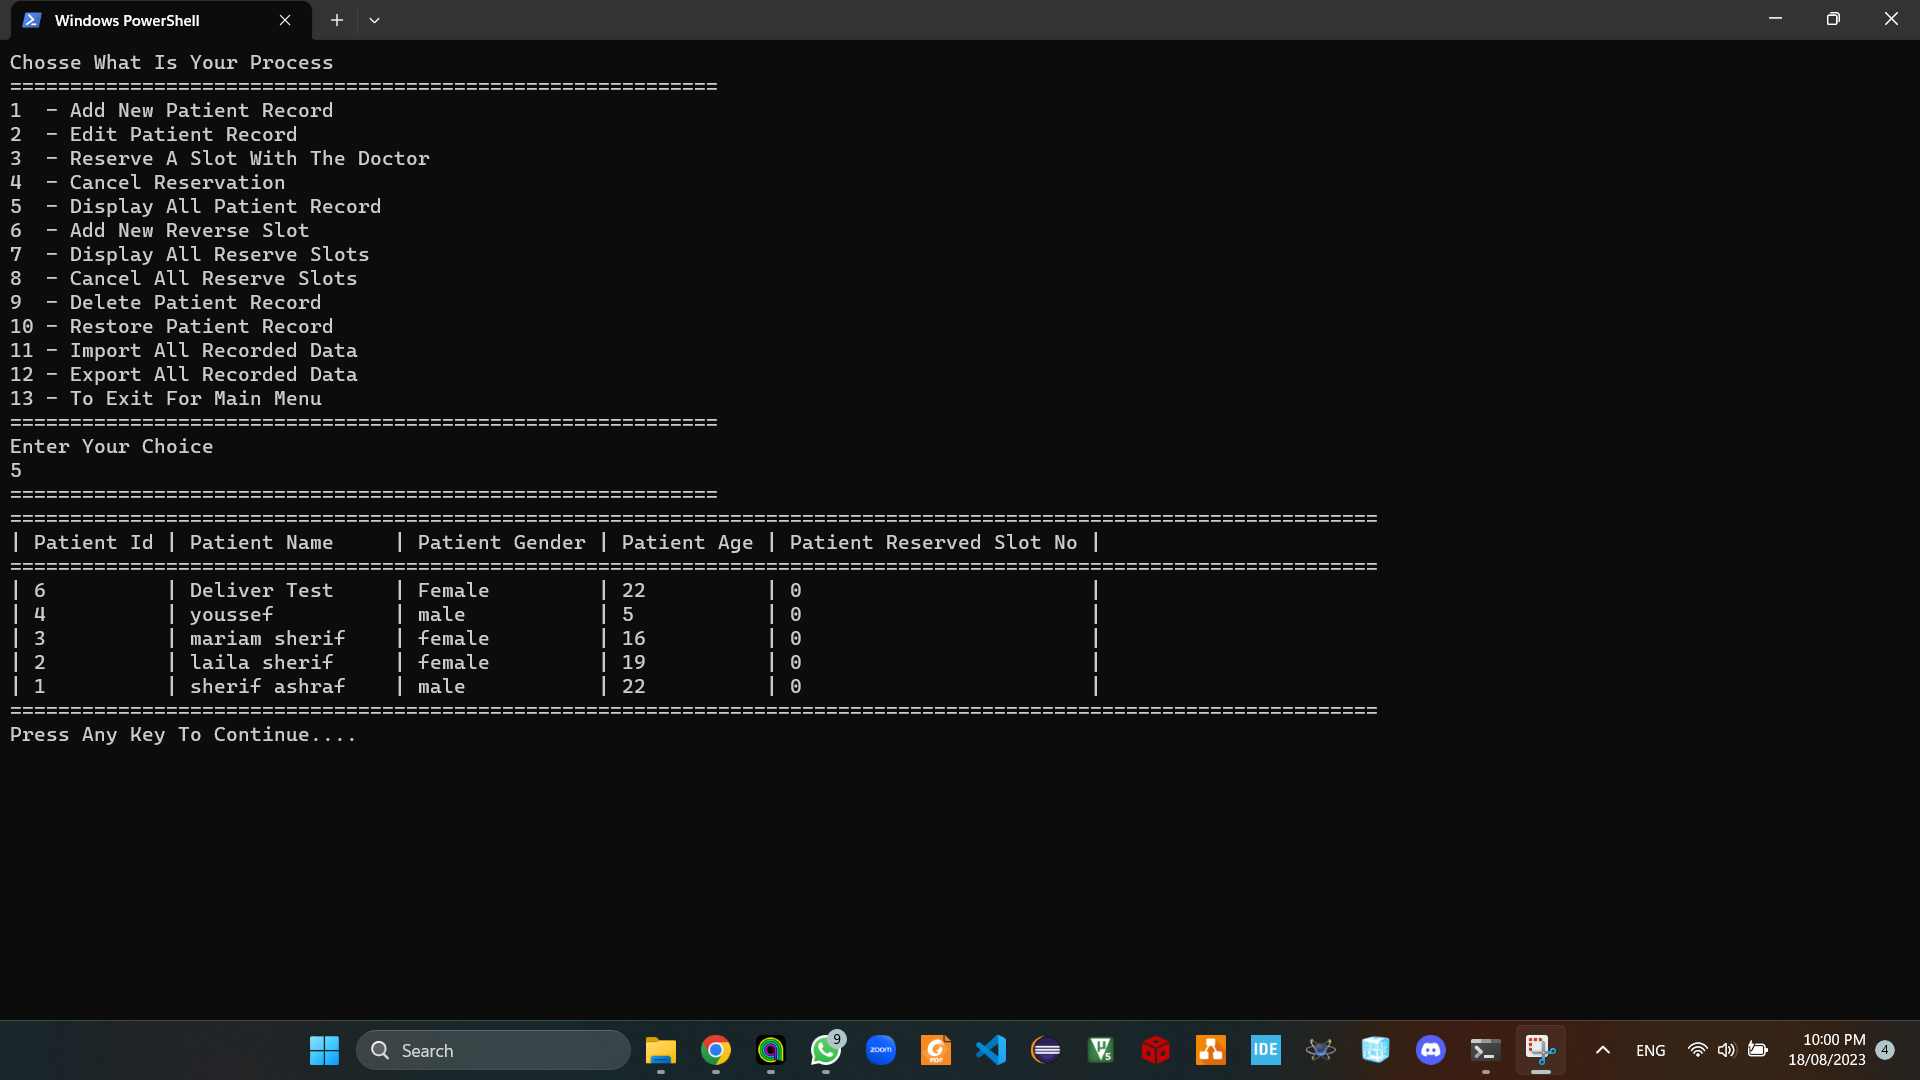 Windows PowerShell
Chosse What Is Your Process
===========================================================
1  - Add New Patient Record
2  - Edit Patient Record
3  - Reserve A Slot With The Doctor
4  - Cancel Reservation
5  - Display All Patient Record
6  - Add New Reverse Slot
7  - Display All Reserve Slots
8  - Cancel All Reserve Slots
9  - Delete Patient Record
10 - Restore Patient Record
11 - Import All Recorded Data
12 - Export All Recorded Data
13 - To Exit For Main Menu
===========================================================
Enter Your Choice
5
===========================================================
==================================================================================================================
| Patient Id | Patient Name     | Patient Gender | Patient Age | Patient Reserved Slot No |
==================================================================================================================
| 6          | Deliver Test     | Female         | 22          | 0                        |
| 4          | youssef          | male           | 5           | 0                        |
| 3          | mariam sherif    | female         | 16          | 0                        |
| 2          | laila sherif     | female         | 19          | 0                        |
| 1          | sherif ashraf    | male           | 22          | 0                        |
==================================================================================================================
Press Any Key To Continue....
Search
9
zoom
PDF
5
IDE
ENG
10:00 PM
18/08/2023
4